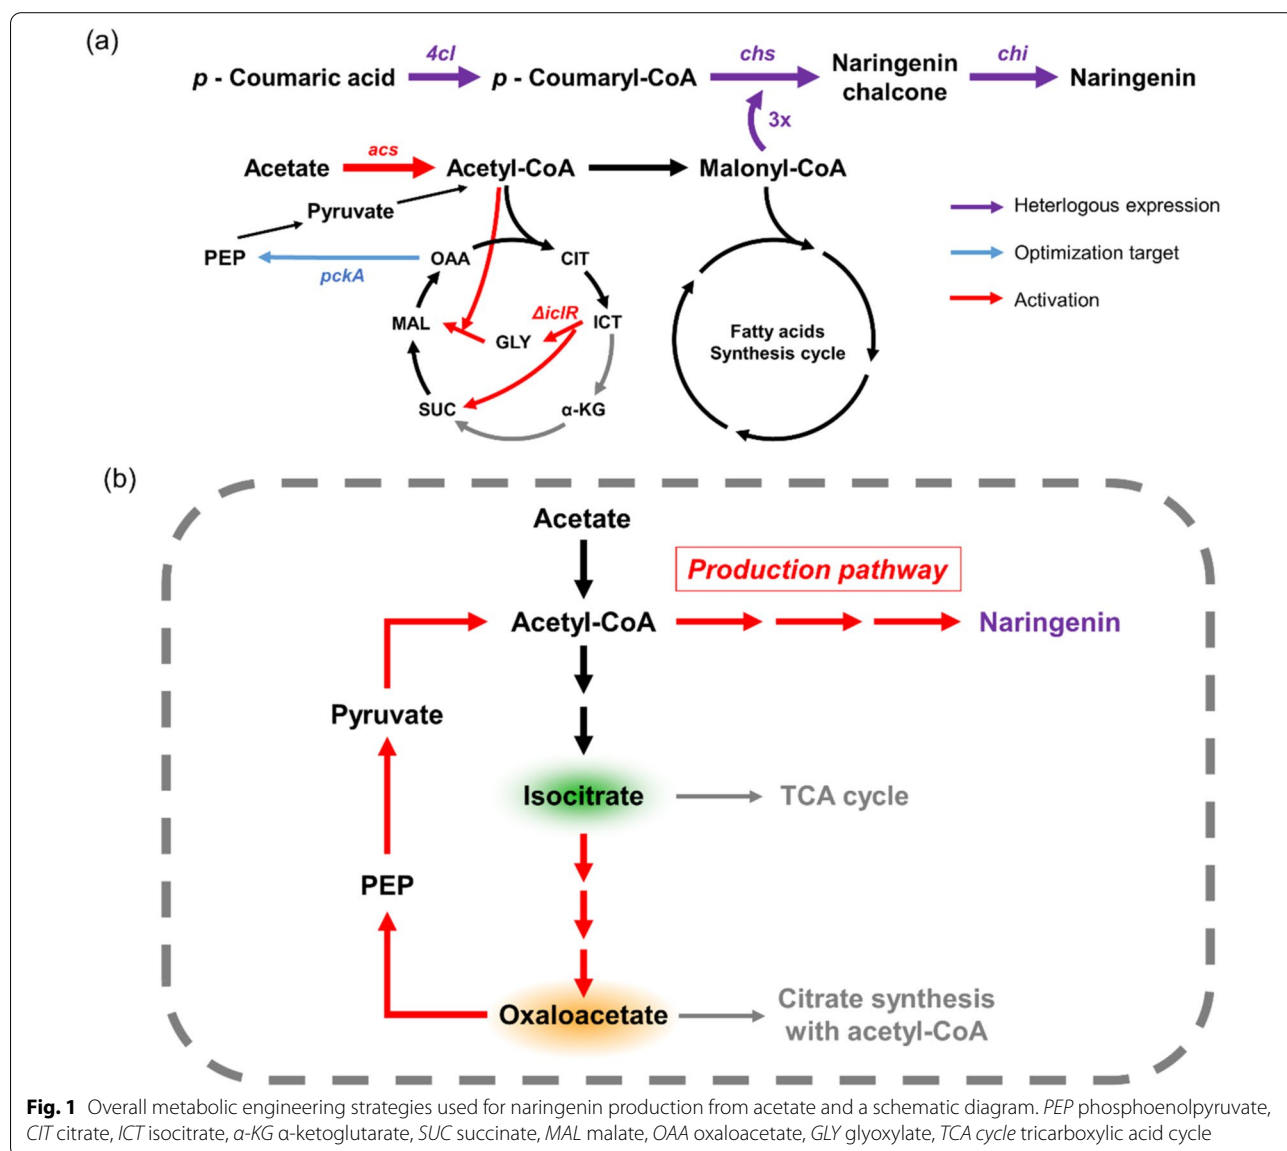 (a)
4cl
chs
chi
p - Coumaric acid
p - Coumaryl-CoA
Naringenin
chalcone
Naringenin
3x
acs
Acetate
Acetyl-CoA
Malonyl-CoA
Pyruvate
PEP
pckA
OAA
CIT
MAL
GLY
ΔiclR
ICT
SUC
α-KG
Fatty acids
Synthesis cycle
Heterlogous expression
Optimization target
Activation
(b)
Acetate
Production pathway
Acetyl-CoA
Naringenin
Pyruvate
Isocitrate
TCA cycle
PEP
Oxaloacetate
Citrate synthesis
with acetyl-CoA
Fig. 1 Overall metabolic engineering strategies used for naringenin production from acetate and a schematic diagram. PEP phosphoenolpyruvate,
CIT citrate, ICT isocitrate, α-KG α-ketoglutarate, SUC succinate, MAL malate, OAA oxaloacetate, GLY glyoxylate, TCA cycle tricarboxylic acid cycle